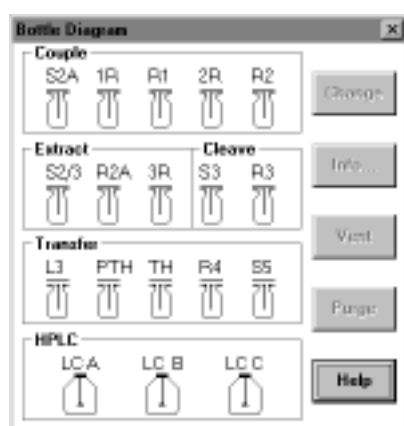 Bottle Diagram
Couple
S2A 1R R1 2R R2
Change
Extract Cleave
S2/3 R2A 3R S3 R3
Info...
Vent
Transfer
L3 PTH TH R4 S5
Purge
HPLC
LC A LC B LC C
Help